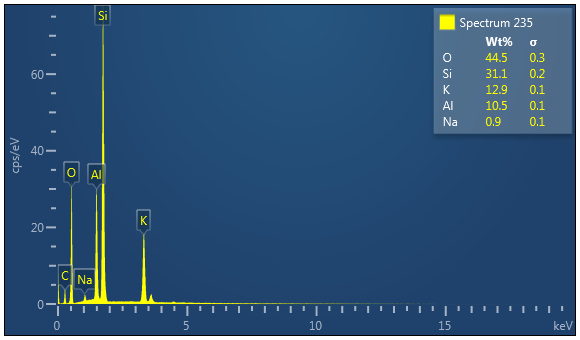 Si
Spectrum 235
Wt% σ
O 44.5 0.3
Si 31.1 0.2
K 12.9 0.1
Al 10.5 0.1
Na 0.9 0.1
60
40
cps/eV
O
Al
20
K
C
Na
0
0 5 10 15 keV